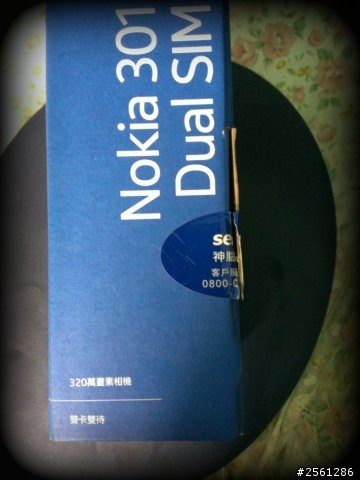 Nokia 301
Dual SIM
神腦
客戶服
0800-
320萬畫素相機
雙卡雙待
#2561286